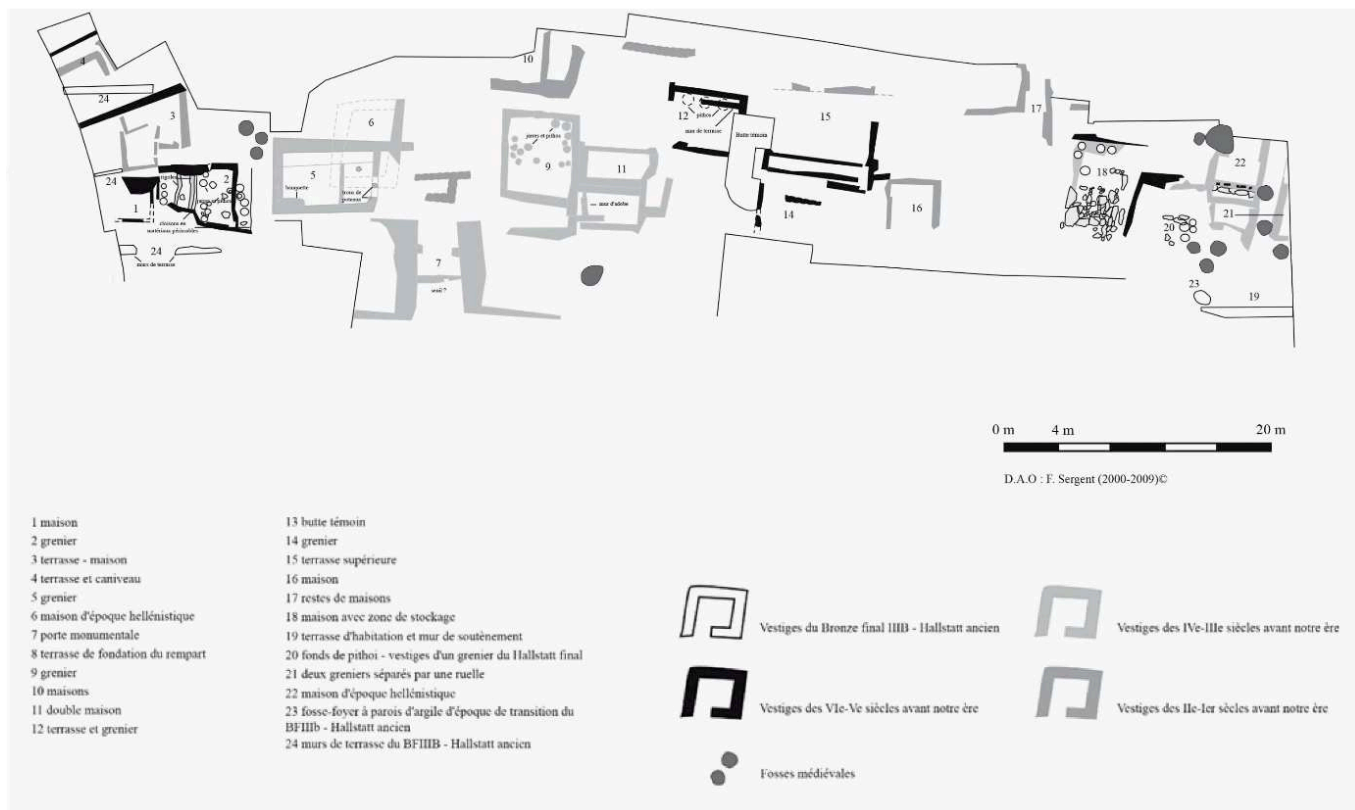 10
4
24
3
12
pithoi
mur de terrasse
Butte témoin
15
17
6
jarres et pithoi
9
11
22
24
rigoles
2
5
banquette
trous de poteaux
18
1
mur d'adobe
14
16
20
21
cloisons en matériaux périssables
24
murs de terrasse
7
seuil ?
23
19
0 m 4 m 20 m
D.A.O : F. Sergent (2000-2009)©
1 maison
2 grenier
3 terrasse - maison
4 terrasse et caniveau
5 grenier
6 maison d'époque hellénistique
7 porte monumentale
8 terrasse de fondation du rempart
9 grenier
10 maisons
11 double maison
12 terrasse et grenier
13 butte témoin
14 grenier
15 terrasse supérieure
16 maison
17 restes de maisons
18 maison avec zone de stockage
19 terrasse d'habitation et mur de soutènement
20 fonds de pithoi - vestiges d'un grenier du Hallstatt final
21 deux greniers séparés par une ruelle
22 maison d'époque hellénistique
23 fosse-foyer à parois d'argile d'époque de transition du
BFIIIb - Hallstatt ancien
24 murs de terrasse du BFIIIB - Hallstatt ancien
Vestiges du Bronze final IIIB - Hallstatt ancien
Vestiges des VIe-Ve siècles avant notre ère
Fosses médiévales
Vestiges des IVe-IIIe siècles avant notre ère
Vestiges des IIe-Ier sècles avant notre ère